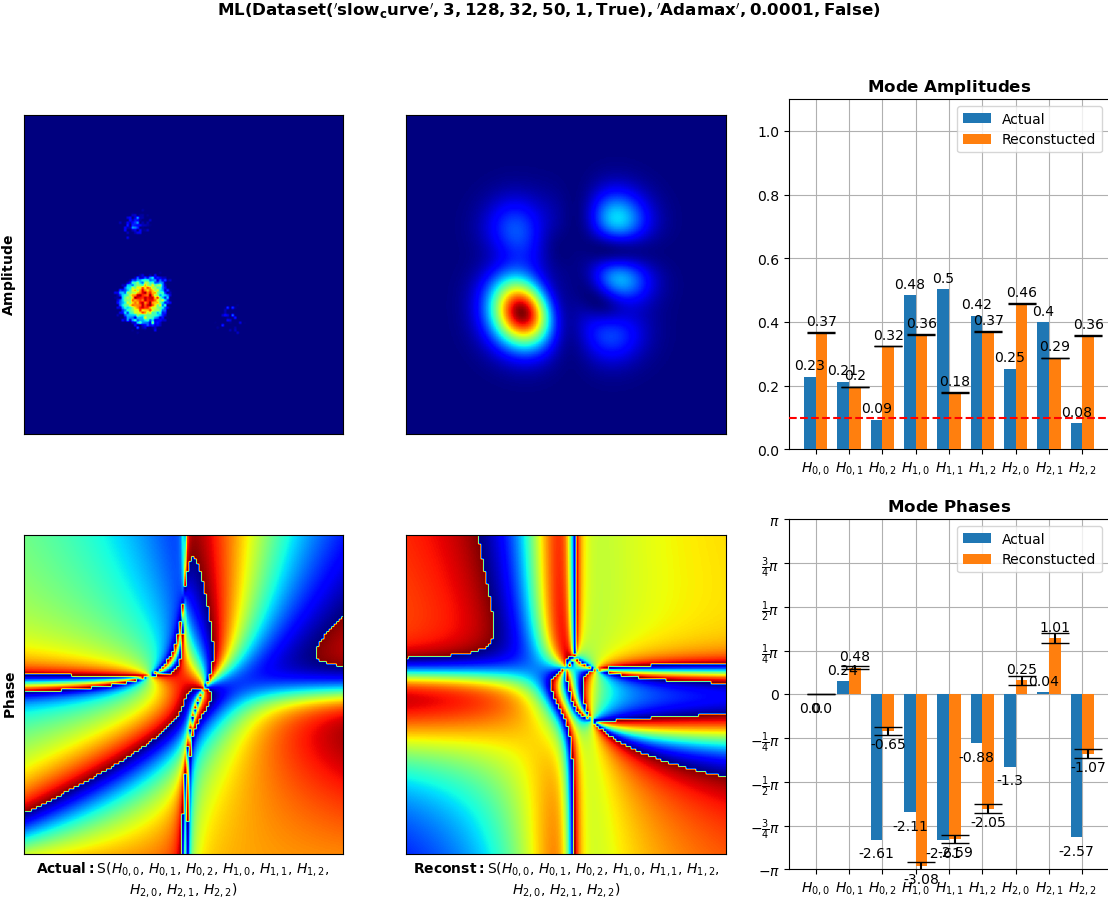 ML(Dataset('slow_curve', 3, 128, 32, 50, 1, True), 'Adamax', 0.0001, False)
Amplitude
Mode Amplitudes
Actual
Reconstucted
1.0
0.8
0.6
0.4
0.2
0.0
0.23
0.37
0.21
0.2
0.09
0.32
0.48
0.36
0.5
0.18
0.42
0.37
0.25
0.46
0.4
0.29
0.08
0.36
H0,0 H0,1 H0,2 H1,0 H1,1 H1,2 H2,0 H2,1 H2,2
Phase
Actual: S(H0,0, H0,1, H0,2, H1,0, H1,1, H1,2,
H2,0, H2,1, H2,2)
Reconst: S(H0,0, H0,1, H0,2, H1,0, H1,1, H1,2,
H2,0, H2,1, H2,2)
Mode Phases
Actual
Reconstucted
π
3/4π
1/2π
1/4π
0
−1/4π
−1/2π
−3/4π
−π
0.0
0.0
0.24
0.48
-2.61
-0.65
-2.11
-3.08
-2.61
-2.59
-0.88
-2.05
-1.3
0.25
0.04
1.01
-2.57
-1.07
H0,0 H0,1 H0,2 H1,0 H1,1 H1,2 H2,0 H2,1 H2,2